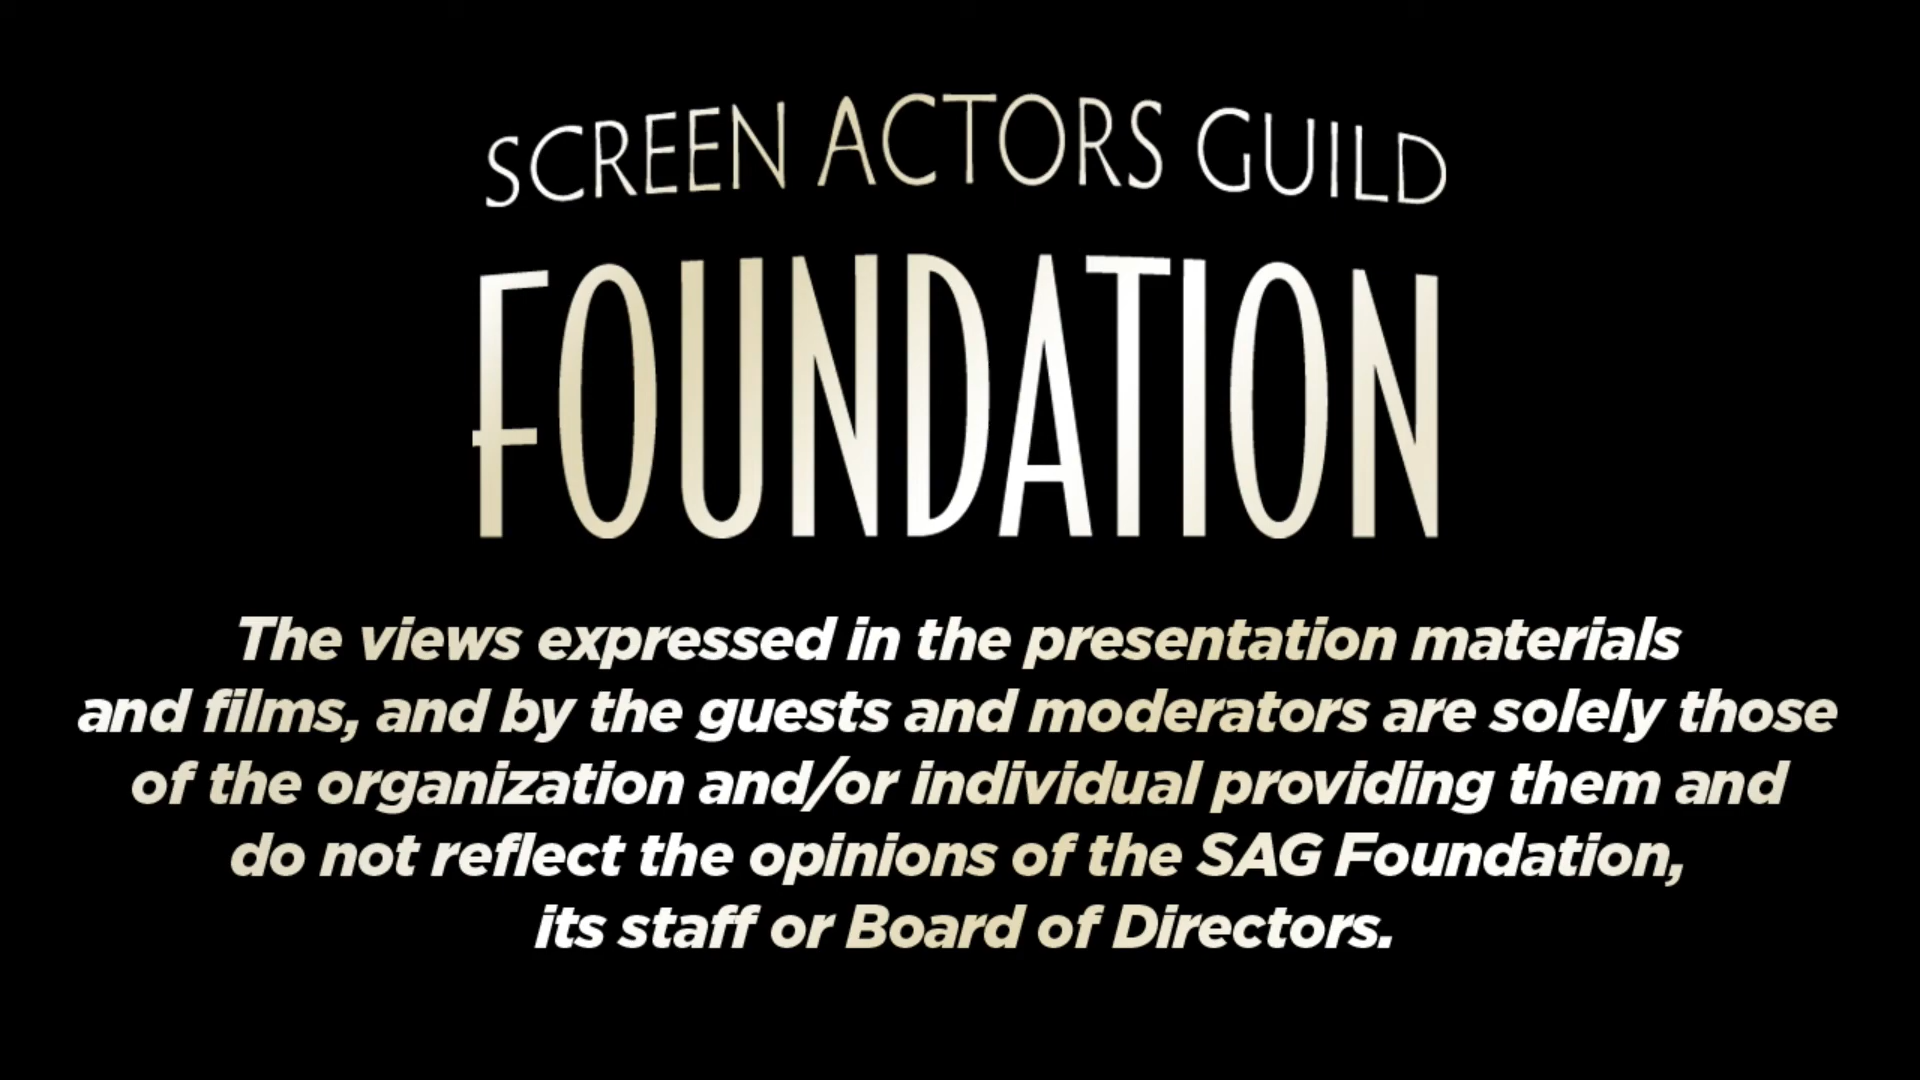 SCREEN ACTORS GUILD
FOUNDATION
The views expressed in the presentation materials
and films, and by the guests and moderators are solely those
of the organization and/or individual providing them and
do not reflect the opinions of the SAG Foundation,
its staff or Board of Directors.